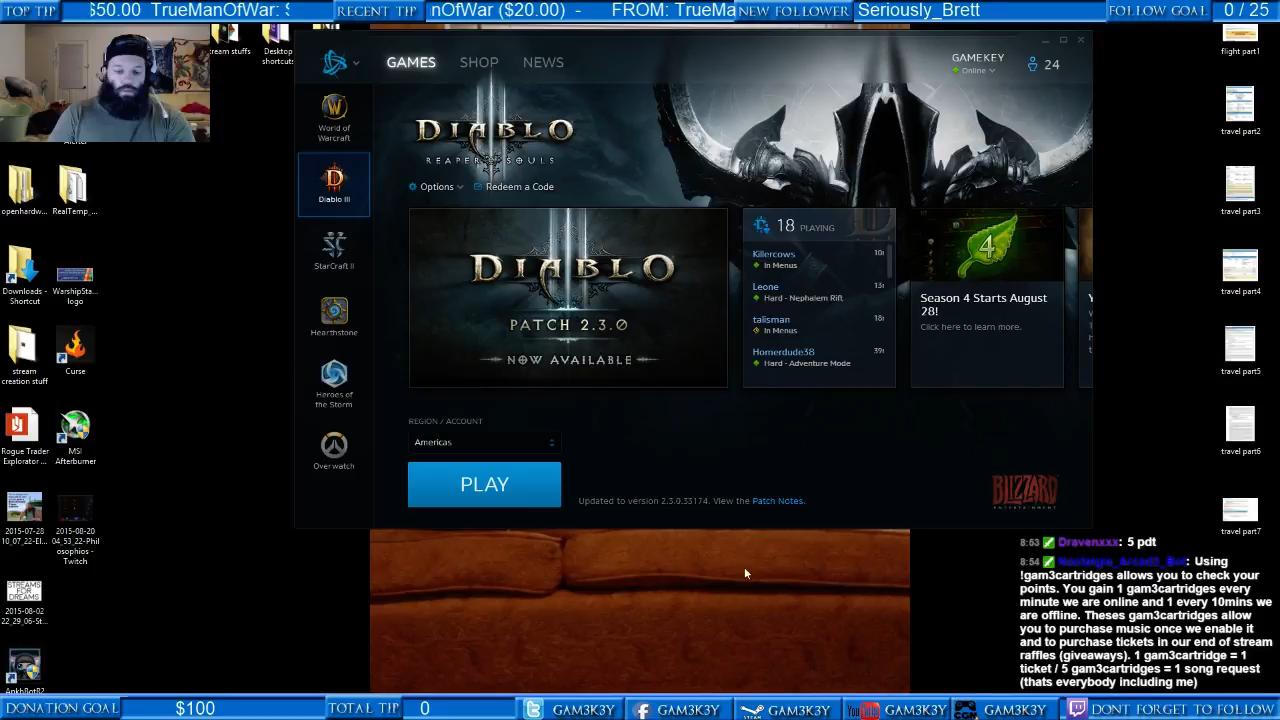 TOP TIP
$50.00 TrueManOfWar: $
RECENT TIP
nOfWar ($20.00) - FROM: TrueMa
NEW FOLLOWER
Seriously_Brett
FOLLOW GOAL
0 / 25
stuffs
Desktop shortcuts
GAMES
SHOP
NEWS
GAMEKEY
Online
24
World of
Warcraft
Diablo III
StarCraft II
Hearthstone
Heroes of
the Storm
Overwatch
DIABLO
REAPER OF SOULS
Options
DIABLO
PATCH 2.3.0
NOW AVAILABLE
18 PLAYING
Killercows
In Menus
Leone
Hard - Nephalem Rift
talisman
In Menus
Homerdude38
Hard - Adventure Mode
4
Season 4 Starts August
28!
Click here to learn more.
REGION / ACCOUNT
Americas
PLAY
Updated to version 2.3.0.33174. View the Patch Notes.
BLIZZARD
ENTERTAINMENT
openhardw...
RealTemp_...
Downloads -
Shortcut
WarshipSta...
logo
stream
creation stuff
Curse
Rogue Trader
Explorator ...
MSI
Afterburner
2015-07-28
10_07_22-El...
2015-08-20
04_53_22-Phil
osophios -
Twitch
STREAMS
FOR
DREAMS
2015-08-02
22_29_06-St...
AnkhBotR2
flight part1
travel part2
travel part3
travel part4
travel part5
travel part6
travel part7
8:53 Dravenxxx: 5 pdt
8:54 Nostalgia_Arcad3_Bot: Using
!gam3cartridges allows you to check your
points. You gain 1 gam3cartridges every
minute we are online and 1 every 10mins we
are offline. Theses gam3cartridges allow
you to purchase music once we enable it
and to purchase tickets in our end of stream
raffles (giveaways). 1 gam3cartridge = 1
ticket / 5 gam3cartridges = 1 song request
(thats everybody including me)
DONATION GOAL
$100
TOTAL TIP
0
GAM3K3Y
GAM3K3Y
STEAM
GAM3K3Y
You
GAM3K3Y
GAM3K3Y
DONT FORGET TO FOLLOW